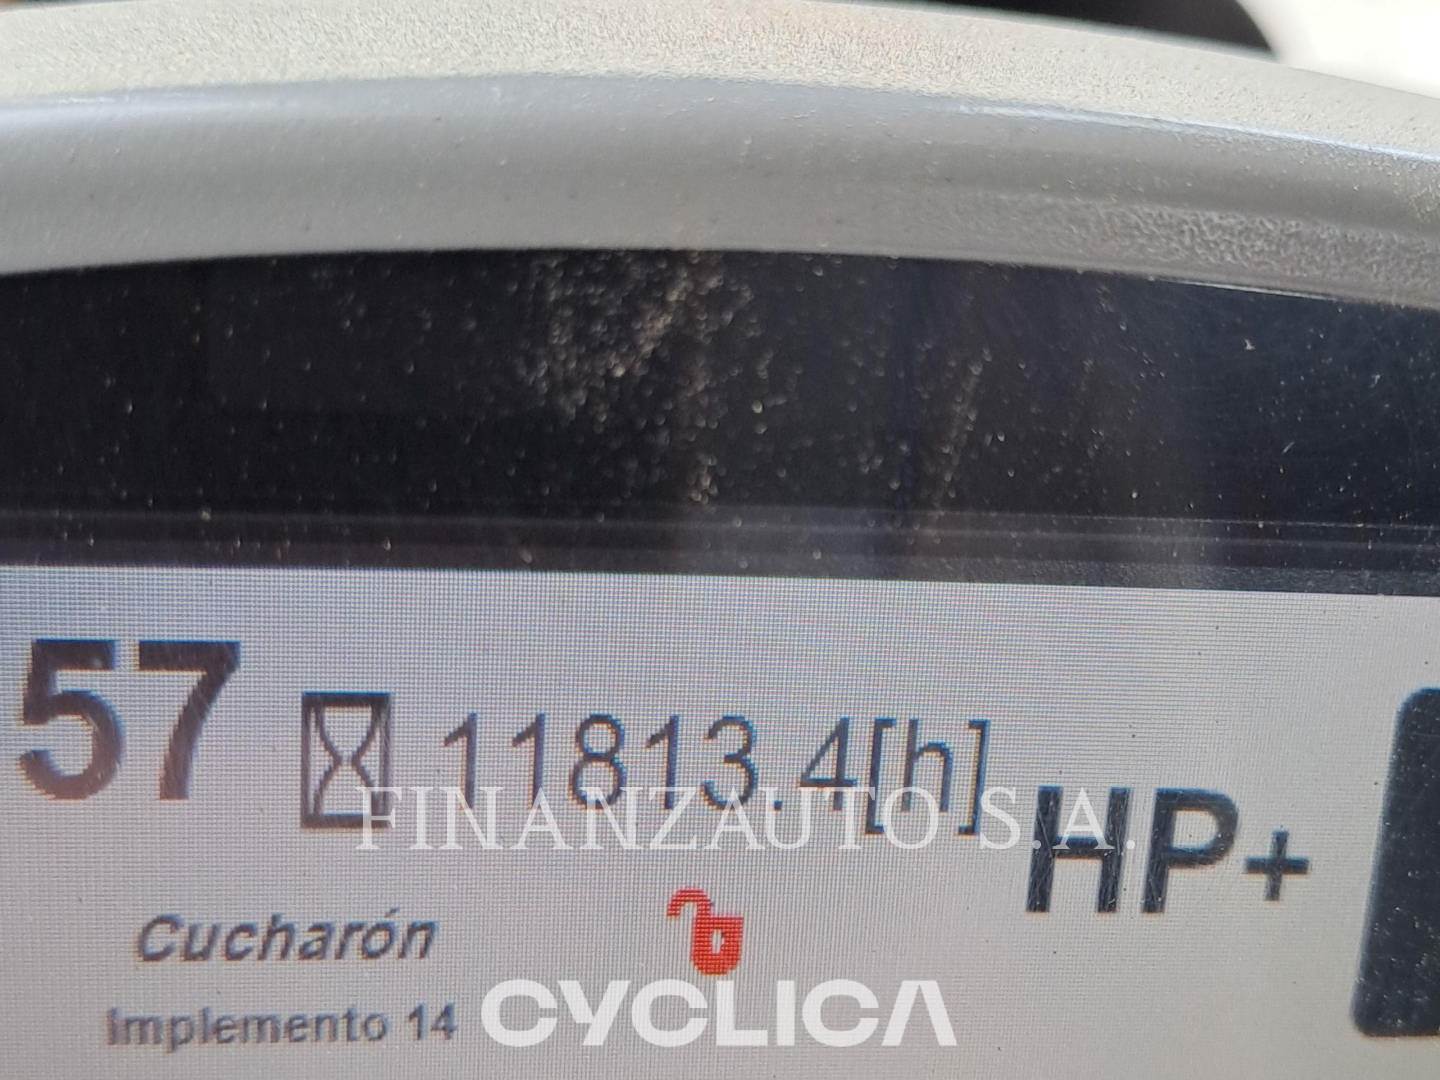 57 11813.4[h]
FINANZAUTO S.A.
HP+
Cucharón
Implemento 14
CYCLICA